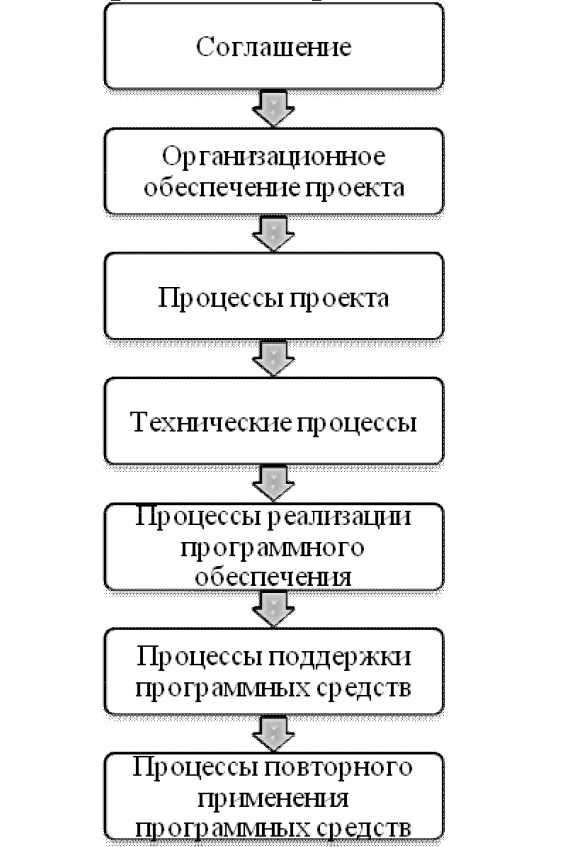 Соглашение
Организационное
обеспечение проекта
Процессы проекта
Технические процессы
Процессы реализации
программного
обеспечения
Процессы поддержки
программных средств
Процессы повторного
применения
программных средств